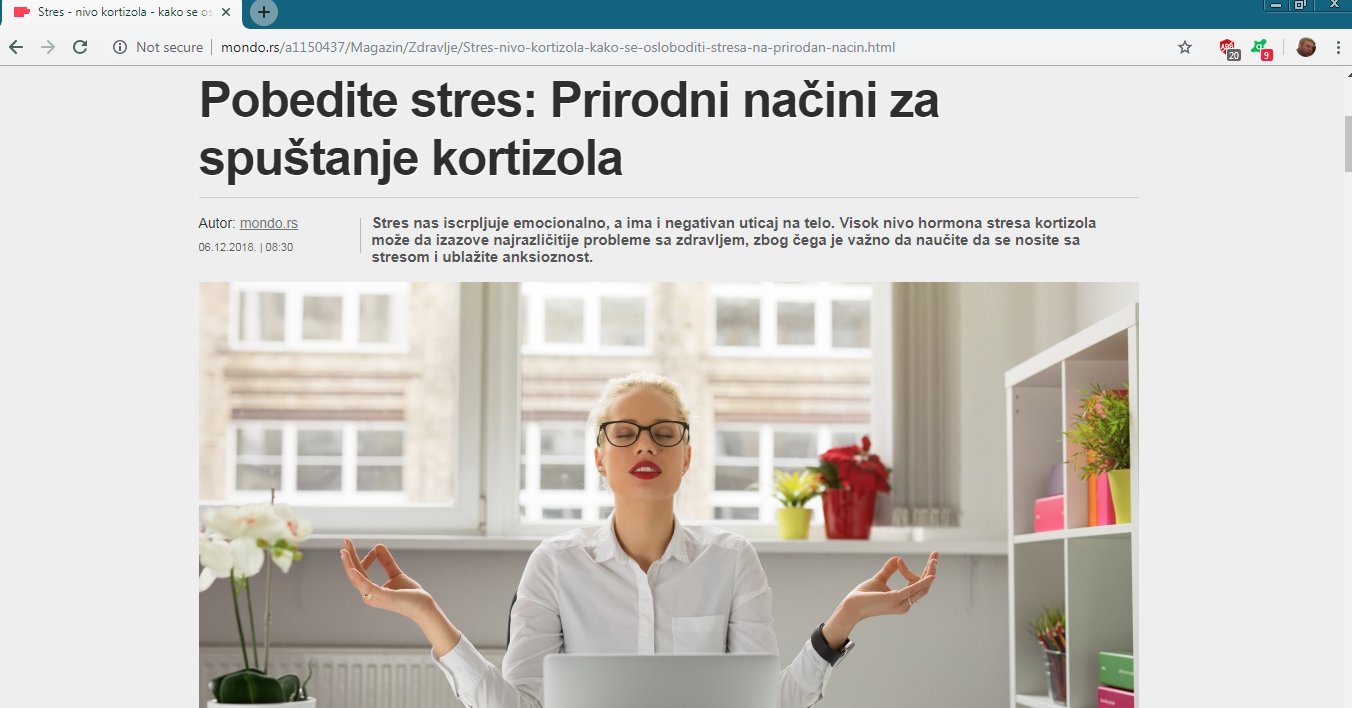 Stres - nivo kortizola - kako se os
Not secure | mondo.rs/a1150437/Magazin/Zdravlje/Stres-nivo-kortizola-kako-se-osloboditi-stresa-na-prirodan-nacin.html
20
9
Pobedite stres: Prirodni načini za
spuštanje kortizola
Autor: mondo.rs
06.12.2018. | 08:30
Stres nas iscrpljuje emocionalno, a ima i negativan uticaj na telo. Visok nivo hormona stresa kortizola
može da izazove najrazličitije probleme sa zdravljem, zbog čega je važno da naučite da se nosite sa
stresom i ublažite anksioznost.